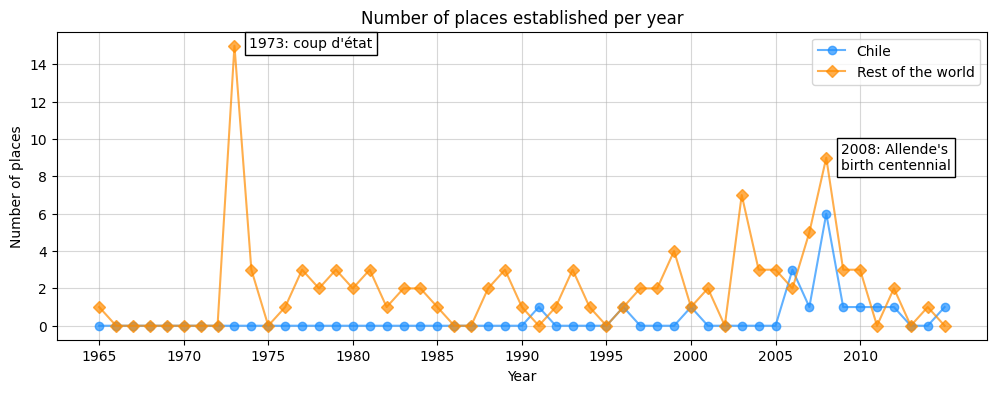 Number of places established per year
1973: coup d'état
Chile
Rest of the world
2008: Allende's
birth centennial
Number of places
14
12
10
8
6
4
2
0
1965 1970 1975 1980 1985 1990 1995 2000 2005 2010
Year